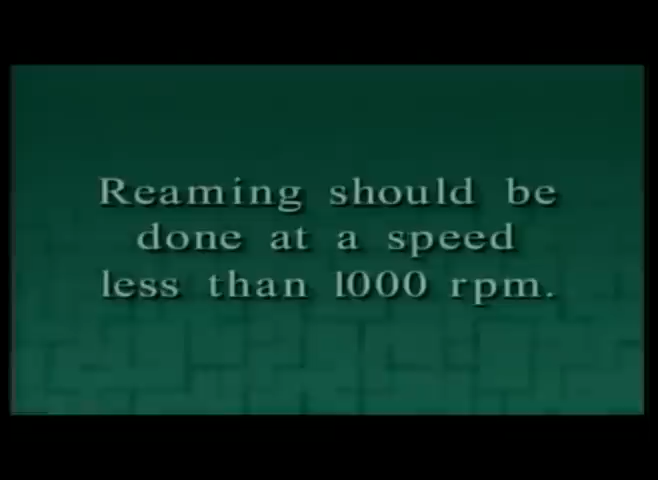 Reaming should be
done at a speed
less than 1000 rpm.